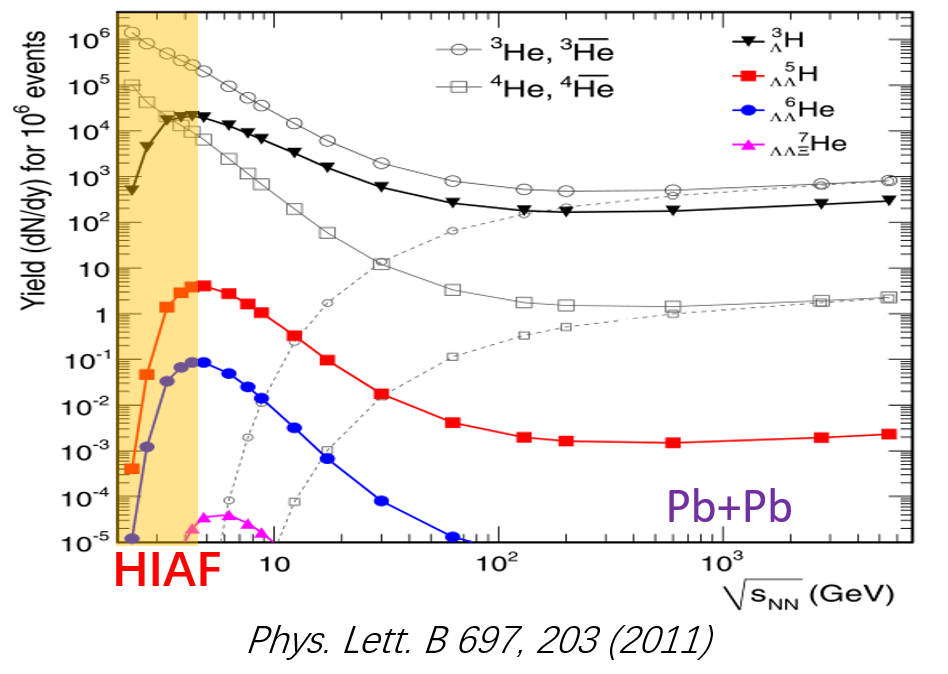 Yield (dN/dy) for 10⁶ events
10⁶
10⁵
10⁴
10³
10²
10
1
10⁻¹
10⁻²
10⁻³
10⁻⁴
10⁻⁵
³He, ³H̅e̅
⁴He, ⁴H̅e̅
³ΛH
⁵ΛΛH
⁶ΛΛHe
⁷ΛΛΞHe
Pb+Pb
HIAF
10
10²
10³
√sNN (GeV)
Phys. Lett. B 697, 203 (2011)